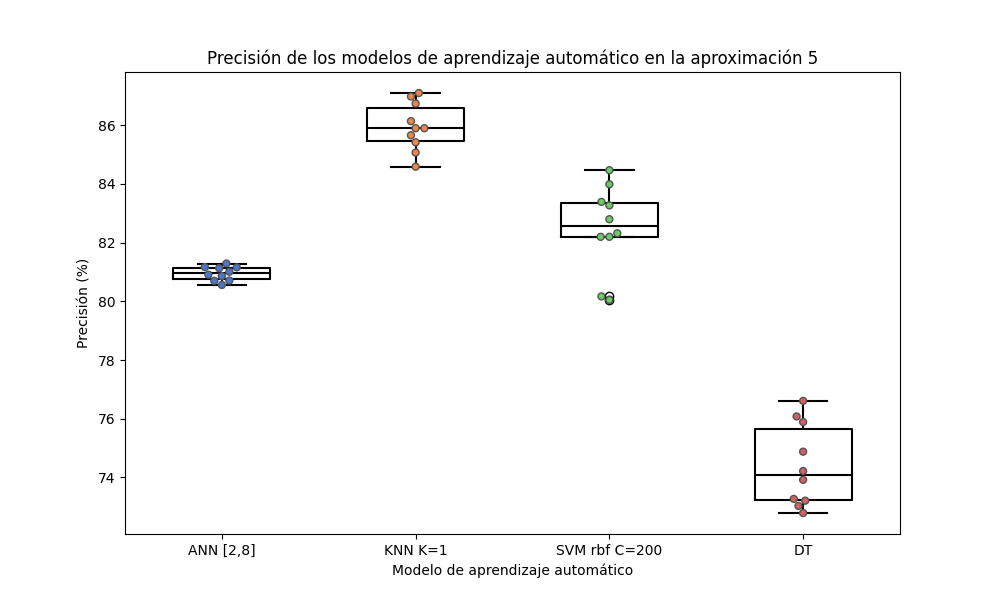 Precisión de los modelos de aprendizaje automático en la aproximación 5
86
84
82
80
78
76
74
Precisión (%)
ANN [2,8]
KNN K=1
SVM rbf C=200
DT
Modelo de aprendizaje automático